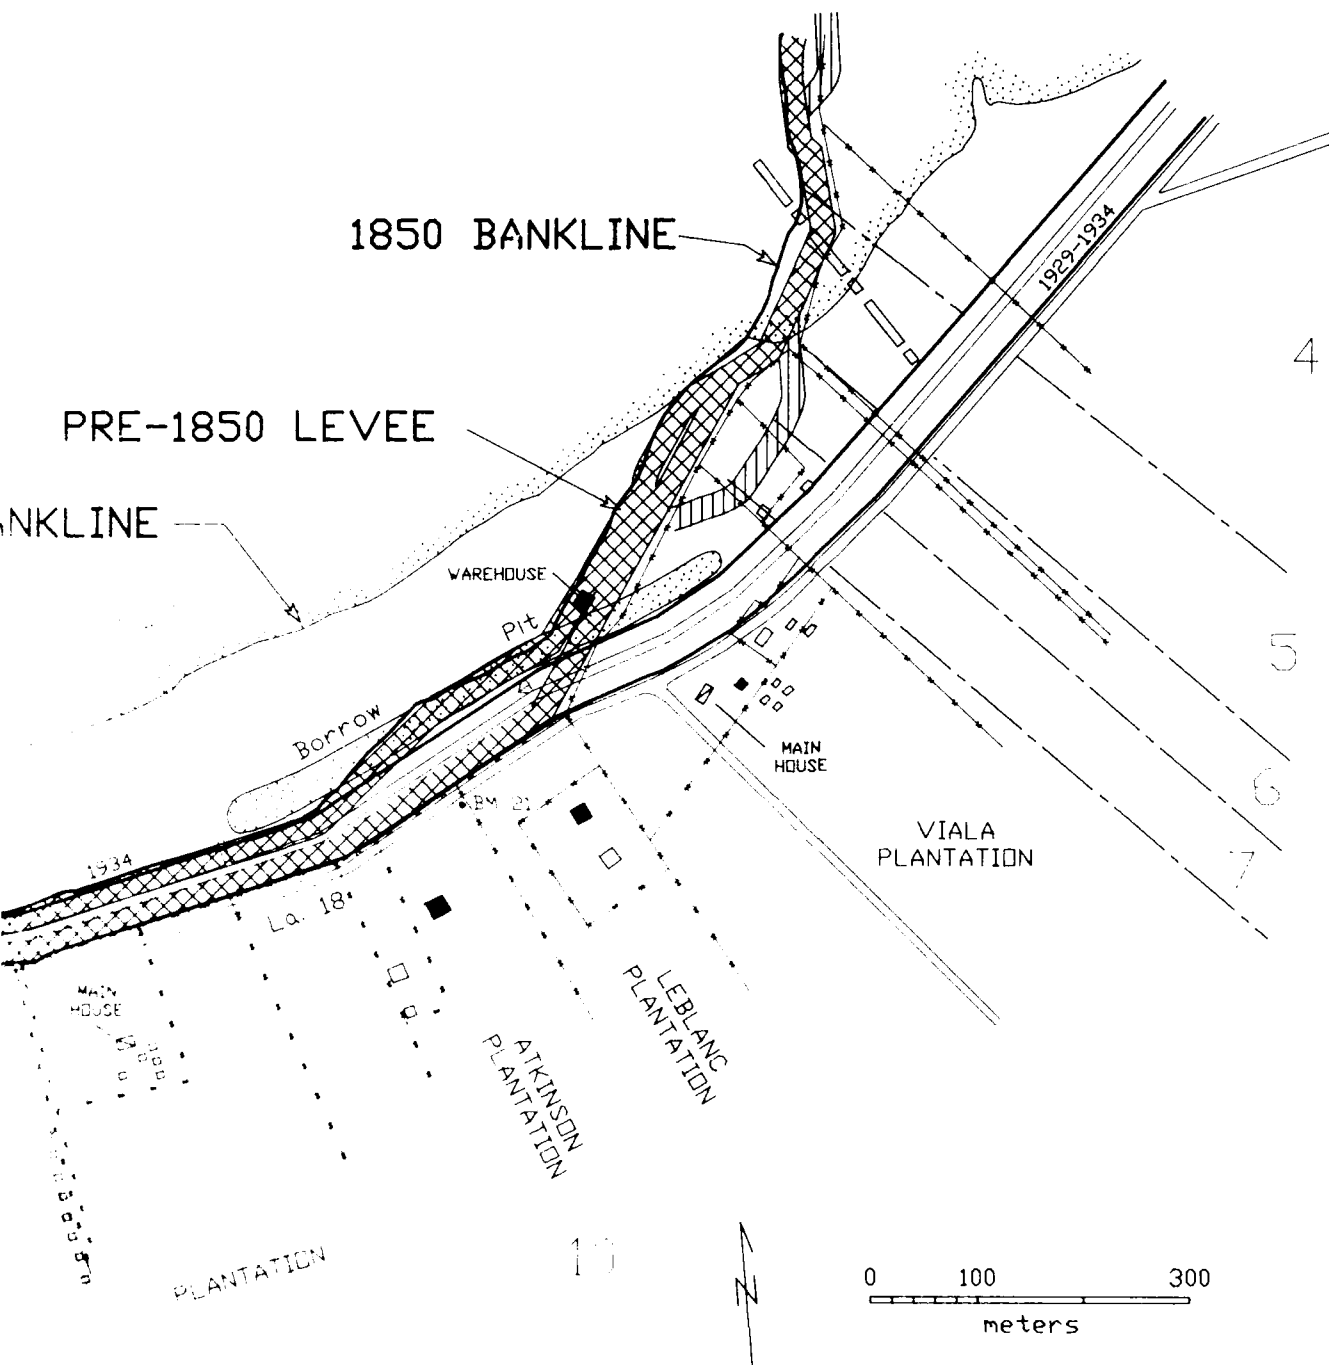 1929-1934
1850 BANKLINE
4
PRE-1850 LEVEE
ANKLINE
WAREHOUSE
Pit
5
Borrow
MAIN
HOUSE
6
BM 21
VIALA
PLANTATION
7
1934
La. 18
MAIN
HOUSE
LEBLANC
PLANTATION
ATKINSON
PLANTATION
PLANTATION
N
0 100 300
meters